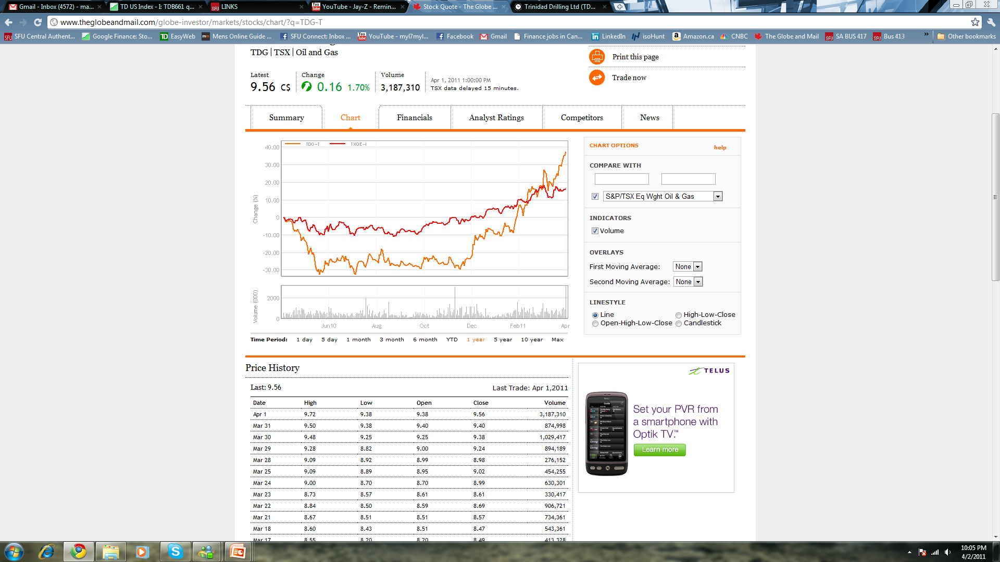 Gmail - Inbox (4572) - ma... TD US Index - I: TDB661 q... LINKS YouTube - Jay-Z - Remin... Stock Quote - The Globe ... Trinidad Drilling Ltd (TD...
www.theglobeandmail.com/globe-investor/markets/stocks/chart/?q=TDG-T
SFU Central Authent... Google Finance: Sto... EasyWeb Mens Online Guide ... SFU Connect: Inbox ... YouTube - myl7myl... Facebook Gmail Finance jobs in Can... LinkedIn isoHunt Amazon.ca CNBC The Globe and Mail SA BUS 417 Bus 413 » Other bookmarks
TDG | TSX | Oil and Gas
Print this page
Latest Change Volume
9.56 C$ 0.16 1.70% 3,187,310
Apr 1, 2011 1:00:00 PM
TSX data delayed 15 minutes.
Trade now
Summary Chart Financials Analyst Ratings Competitors News
TDG-T TXOE-I
40.00
30.00
20.00
10.00
0
-10.00
-20.00
-30.00
Change (%)
2000
0
Volume (000)
Jun10 Aug Oct Dec Feb11 Apr
Time Period: 1 day 5 day 1 month 3 month 6 month YTD 1 year 5 year 10 year Max
CHART OPTIONS help
COMPARE WITH
S&P/TSX Eq Wght Oil & Gas
INDICATORS
Volume
OVERLAYS
First Moving Average: None
Second Moving Average: None
LINESTYLE
Line High-Low-Close
Open-High-Low-Close Candlestick
Price History
Last: 9.56 Last Trade: Apr 1,2011
Date High Low Open Close Volume
Apr 1 9.72 9.38 9.38 9.56 3,187,310
Mar 31 9.50 9.38 9.40 9.40 874,998
Mar 30 9.48 9.25 9.25 9.38 1,029,417
Mar 29 9.28 8.82 9.00 9.24 894,189
Mar 28 9.09 8.92 8.99 8.98 276,152
Mar 25 9.09 8.89 8.95 9.02 454,255
Mar 24 9.00 8.70 8.70 8.99 630,301
Mar 23 8.73 8.57 8.61 8.61 330,417
Mar 22 8.84 8.50 8.59 8.69 906,721
Mar 21 8.67 8.51 8.51 8.57 734,361
Mar 18 8.60 8.43 8.51 8.47 543,361
Mar 17 8.55 8.20 8.20 8.49 413,328
TELUS
Set your PVR from
a smartphone with
Optik TV.™
Learn more
10:05 PM
4/2/2011